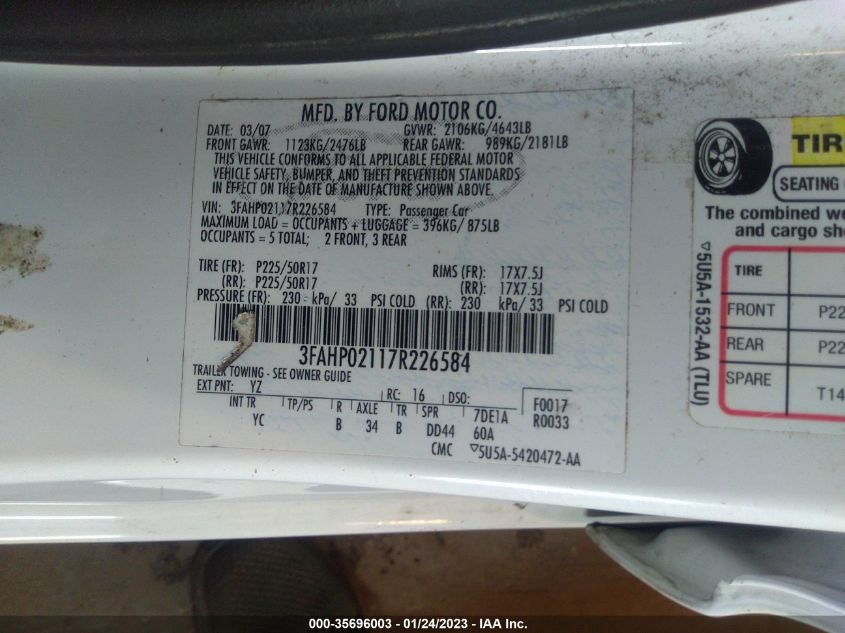 MFD. BY FORD MOTOR CO.
DATE: 03/07 GVWR: 2106KG/4643LB
FRONT GAWR: 1123KG/2476LB REAR GAWR: 989KG/2181LB
THIS VEHICLE CONFORMS TO ALL APPLICABLE FEDERAL MOTOR
VEHICLE SAFETY, BUMPER, AND THEFT PREVENTION STANDARDS
IN EFFECT ON THE DATE OF MANUFACTURE SHOWN ABOVE.
VIN: 3FAHP02117R226584 TYPE: Passenger Car
MAXIMUM LOAD = OCCUPANTS + LUGGAGE = 396KG/ 875LB
OCCUPANTS = 5 TOTAL; 2 FRONT, 3 REAR
TIRE (FR): P225/50R17 RIMS (FR): 17X7.5J
(RR): P225/50R17 (RR): 17X7.5J
PRESSURE (FR): 230 kPa/ 33 PSI COLD (RR): 230 kPa/ 33 PSI COLD
3FAHP02117R226584
TRAILER TOWING - SEE OWNER GUIDE
EXT PNT: YZ RC: 16 DSO: F0017
INT TR TP/PS R AXLE TR SPR 7DE1A R0033
YC B 34 B DD44 60A
CMC ▽5U5A-5420472-AA
TIR
SEATING
The combined we
and cargo sho
▽5U5A-1532-AA (TLU)
TIRE
FRONT P22
REAR P22
SPARE T14
000-35696003 - 01/24/2023 - IAA Inc.